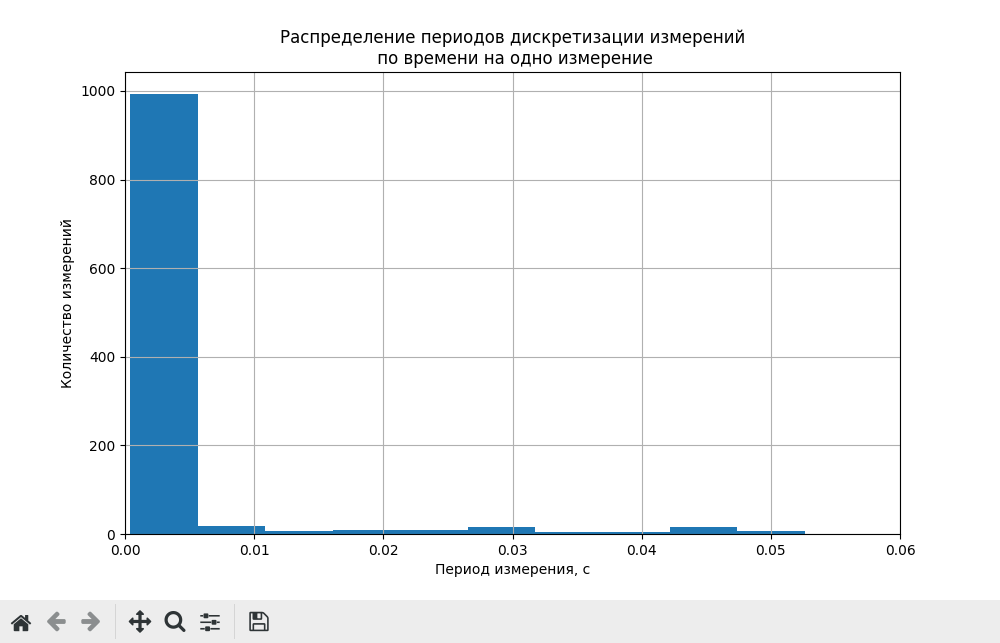 Распределение периодов дискретизации измерений
по времени на одно измерение
1000
800
600
400
200
0
Количество измерений
0.00 0.01 0.02 0.03 0.04 0.05 0.06
Период измерения, с